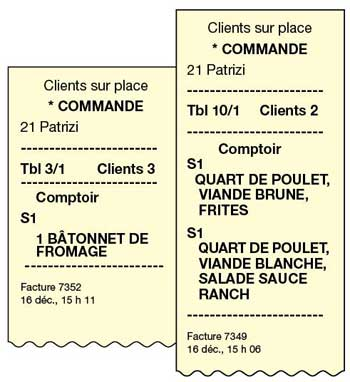 Clients sur place
* COMMANDE
21 Patrizi
Tbl 3/1 Clients 3
Comptoir
S1
1 BÂTONNET DE
FROMAGE
Facture 7352
16 déc., 15 h 11
Clients sur place
* COMMANDE
21 Patrizi
Tbl 10/1 Clients 2
Comptoir
S1
QUART DE POULET,
VIANDE BRUNE,
FRITES
S1
QUART DE POULET,
VIANDE BLANCHE,
SALADE SAUCE
RANCH
Facture 7349
16 déc., 15 h 06